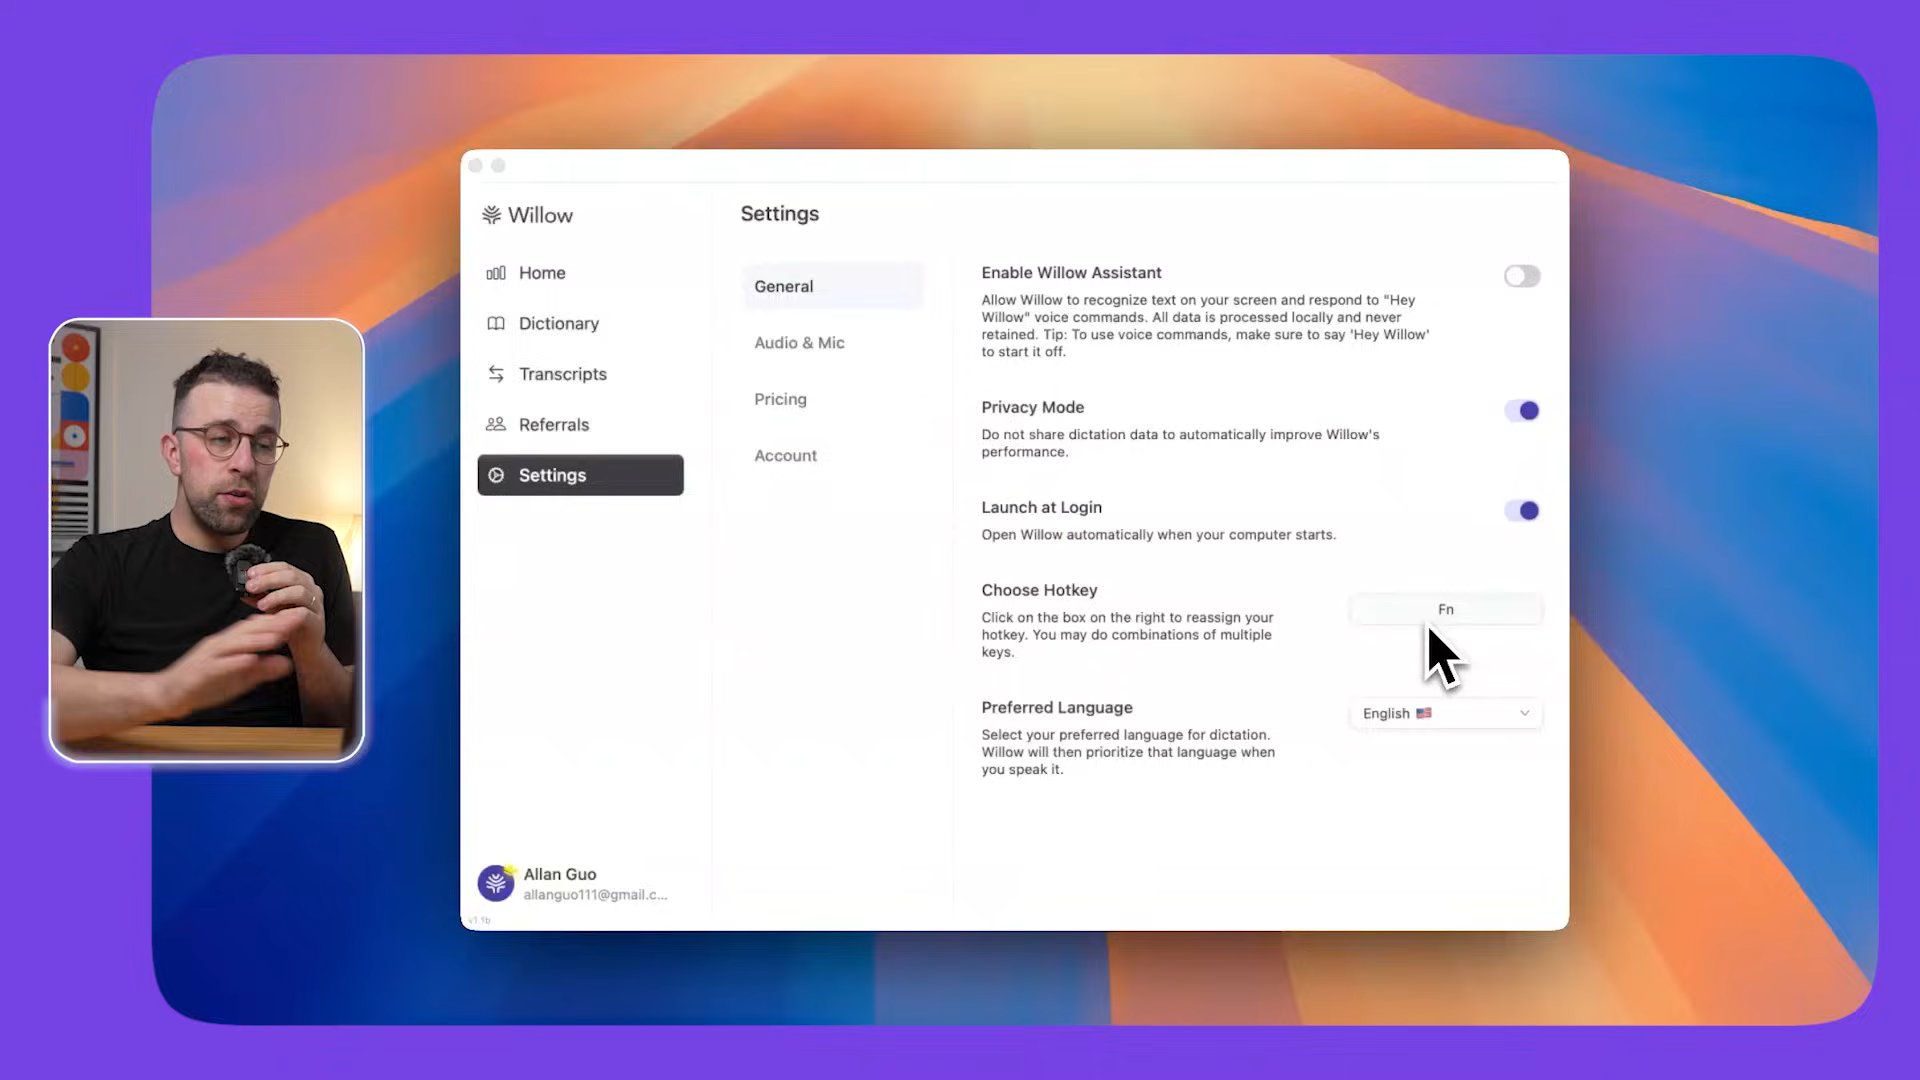 Willow
Home
Dictionary
Transcripts
Referrals
Settings
Allan Guo
allanguo111@gmail.c...
v1.1b
Settings
General
Audio & Mic
Pricing
Account
Enable Willow Assistant
Allow Willow to recognize text on your screen and respond to "Hey
Willow" voice commands. All data is processed locally and never
retained. Tip: To use voice commands, make sure to say 'Hey Willow'
to start it off.
Privacy Mode
Do not share dictation data to automatically improve Willow's
performance.
Launch at Login
Open Willow automatically when your computer starts.
Choose Hotkey
Click on the box on the right to reassign your
hotkey. You may do combinations of multiple
keys.
Fn
Preferred Language
Select your preferred language for dictation.
Willow will then prioritize that language when
you speak it.
English